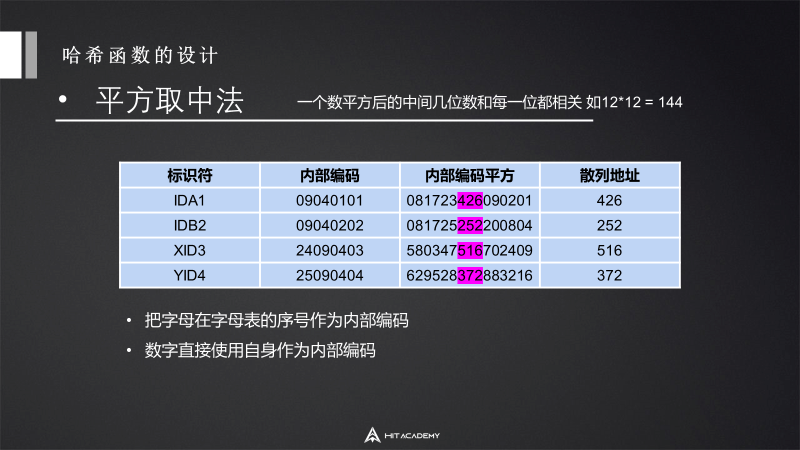 哈希函数的设计
• 平方取中法 一个数平方后的中间几位数和每一位都相关 如12*12 = 144
标识符 内部编码 内部编码平方 散列地址
IDA1 09040101 081723426090201 426
IDB2 09040202 081725252200804 252
XID3 24090403 580347516702409 516
YID4 25090404 629528372883216 372
• 把字母在字母表的序号作为内部编码
• 数字直接使用自身作为内部编码
HIT ACADEMY